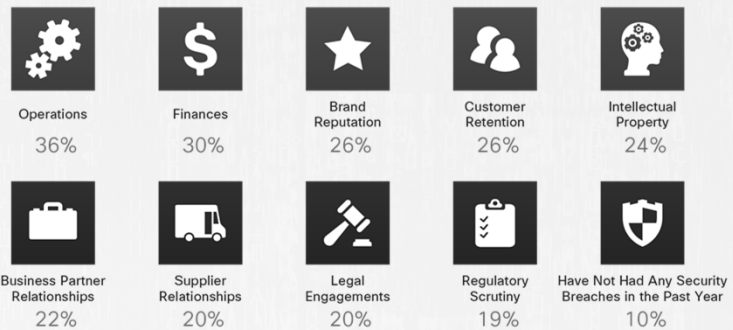 Operations
36%
Finances
30%
Brand
Reputation
26%
Customer
Retention
26%
Intellectual
Property
24%
Business Partner
Relationships
22%
Supplier
Relationships
20%
Legal
Engagements
20%
Regulatory
Scrutiny
19%
Have Not Had Any Security
Breaches in the Past Year
10%